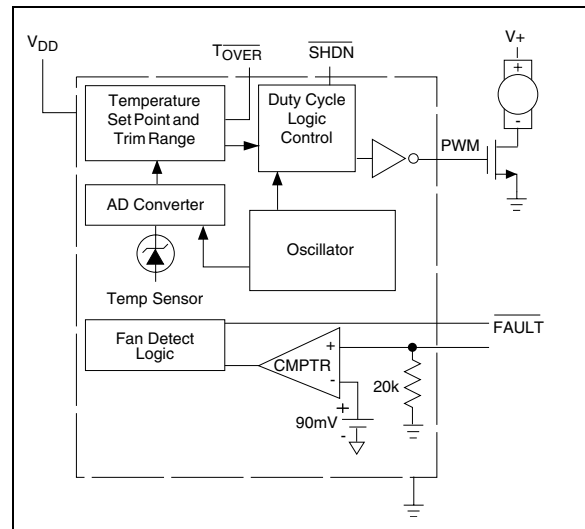 V+
VDD
TOVER
SHDN
+
-
Temperature
Set Point and
Trim Range
Duty Cycle
Logic
Control
PWM
AD Converter
Oscillator
Temp Sensor
Fan Detect
Logic
FAULT
CMPTR
+
-
20k
+
90mV
-